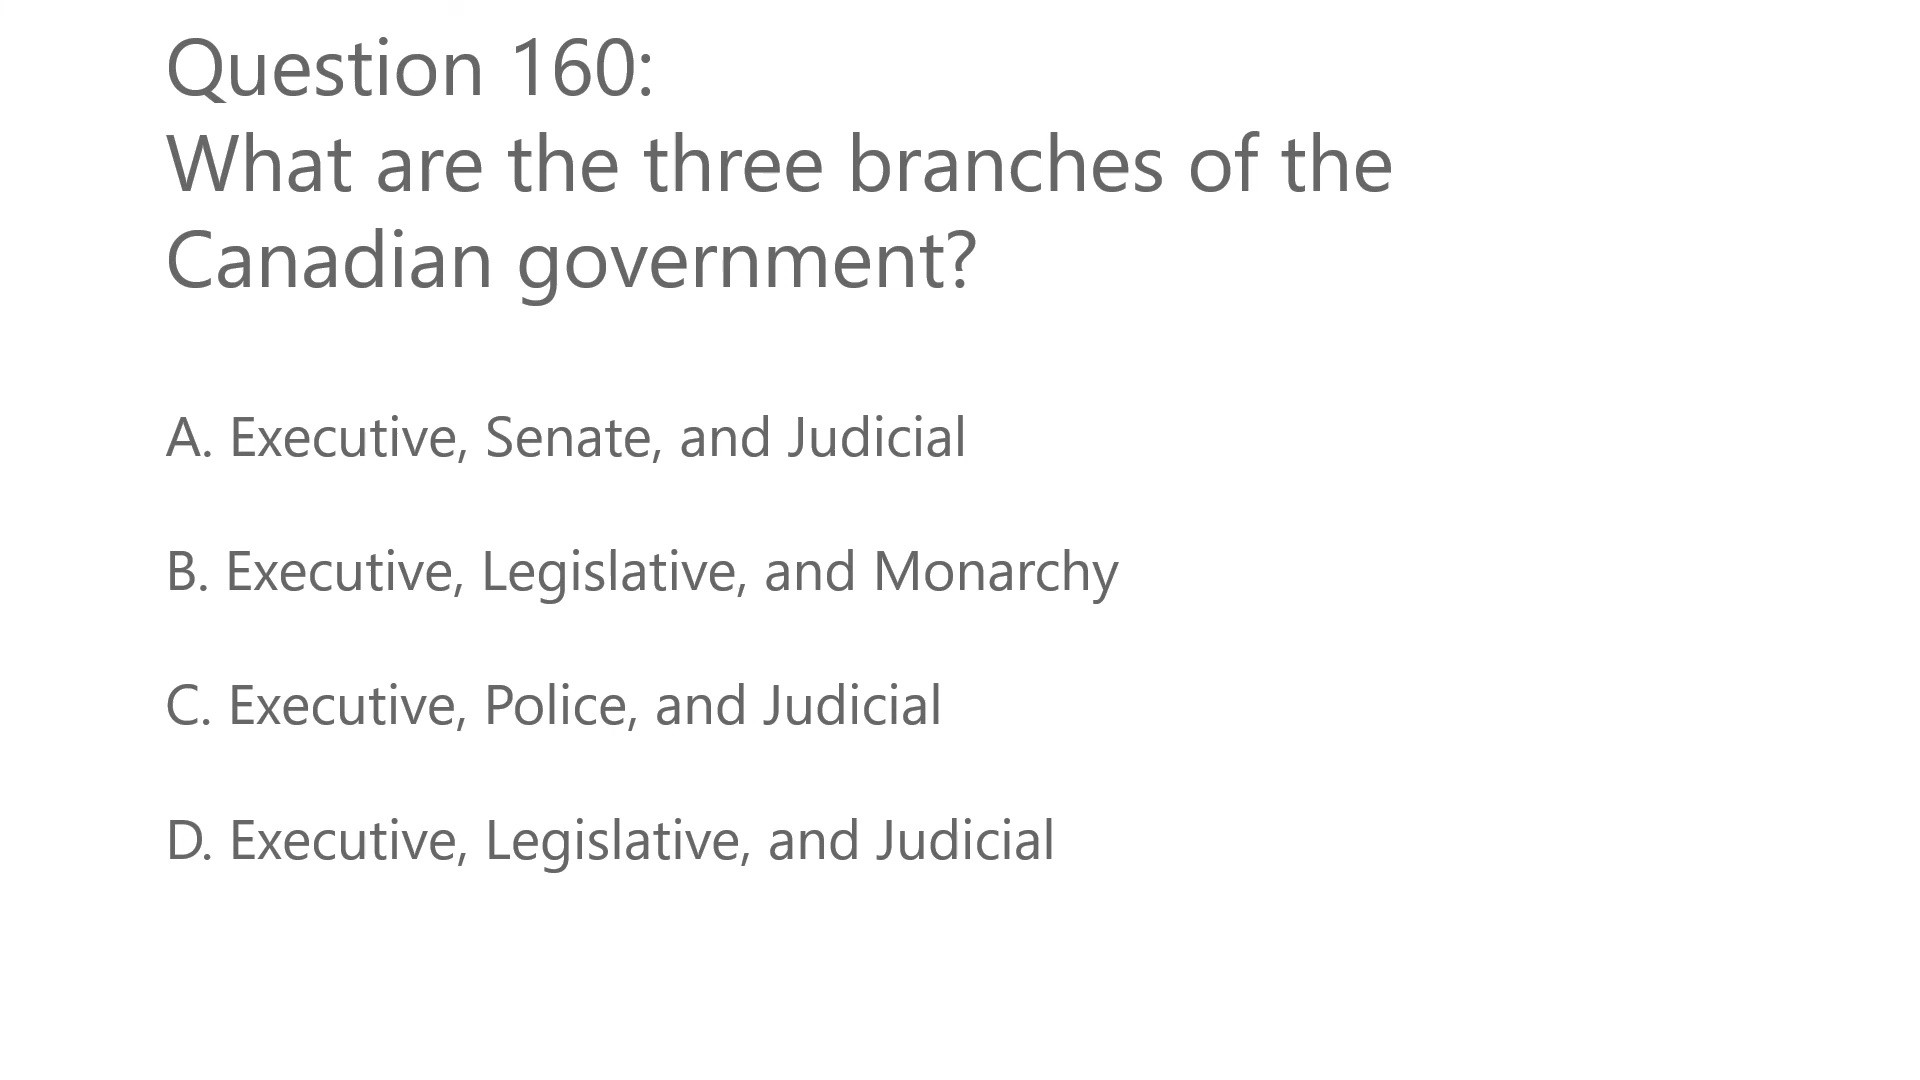 Question 160:
What are the three branches of the
Canadian government?
A. Executive, Senate, and Judicial
B. Executive, Legislative, and Monarchy
C. Executive, Police, and Judicial
D. Executive, Legislative, and Judicial